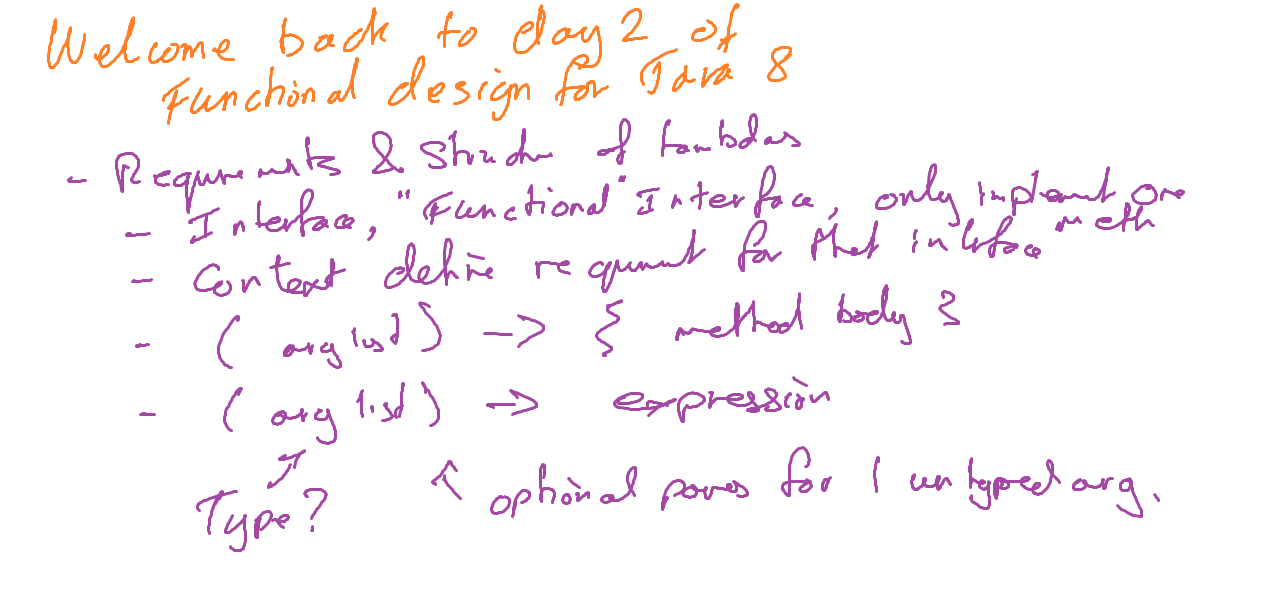 Welcome back to day 2 of
Functional design for Java 8
- Requirements & Structure of Lambdas
- Interface, "Functional" Interface, only implement one meth
- Context define requirement for that interface
- ( arg list ) -> { method body }
- ( arg list ) -> expression
Type? ^ optional parens for 1 untyped arg.